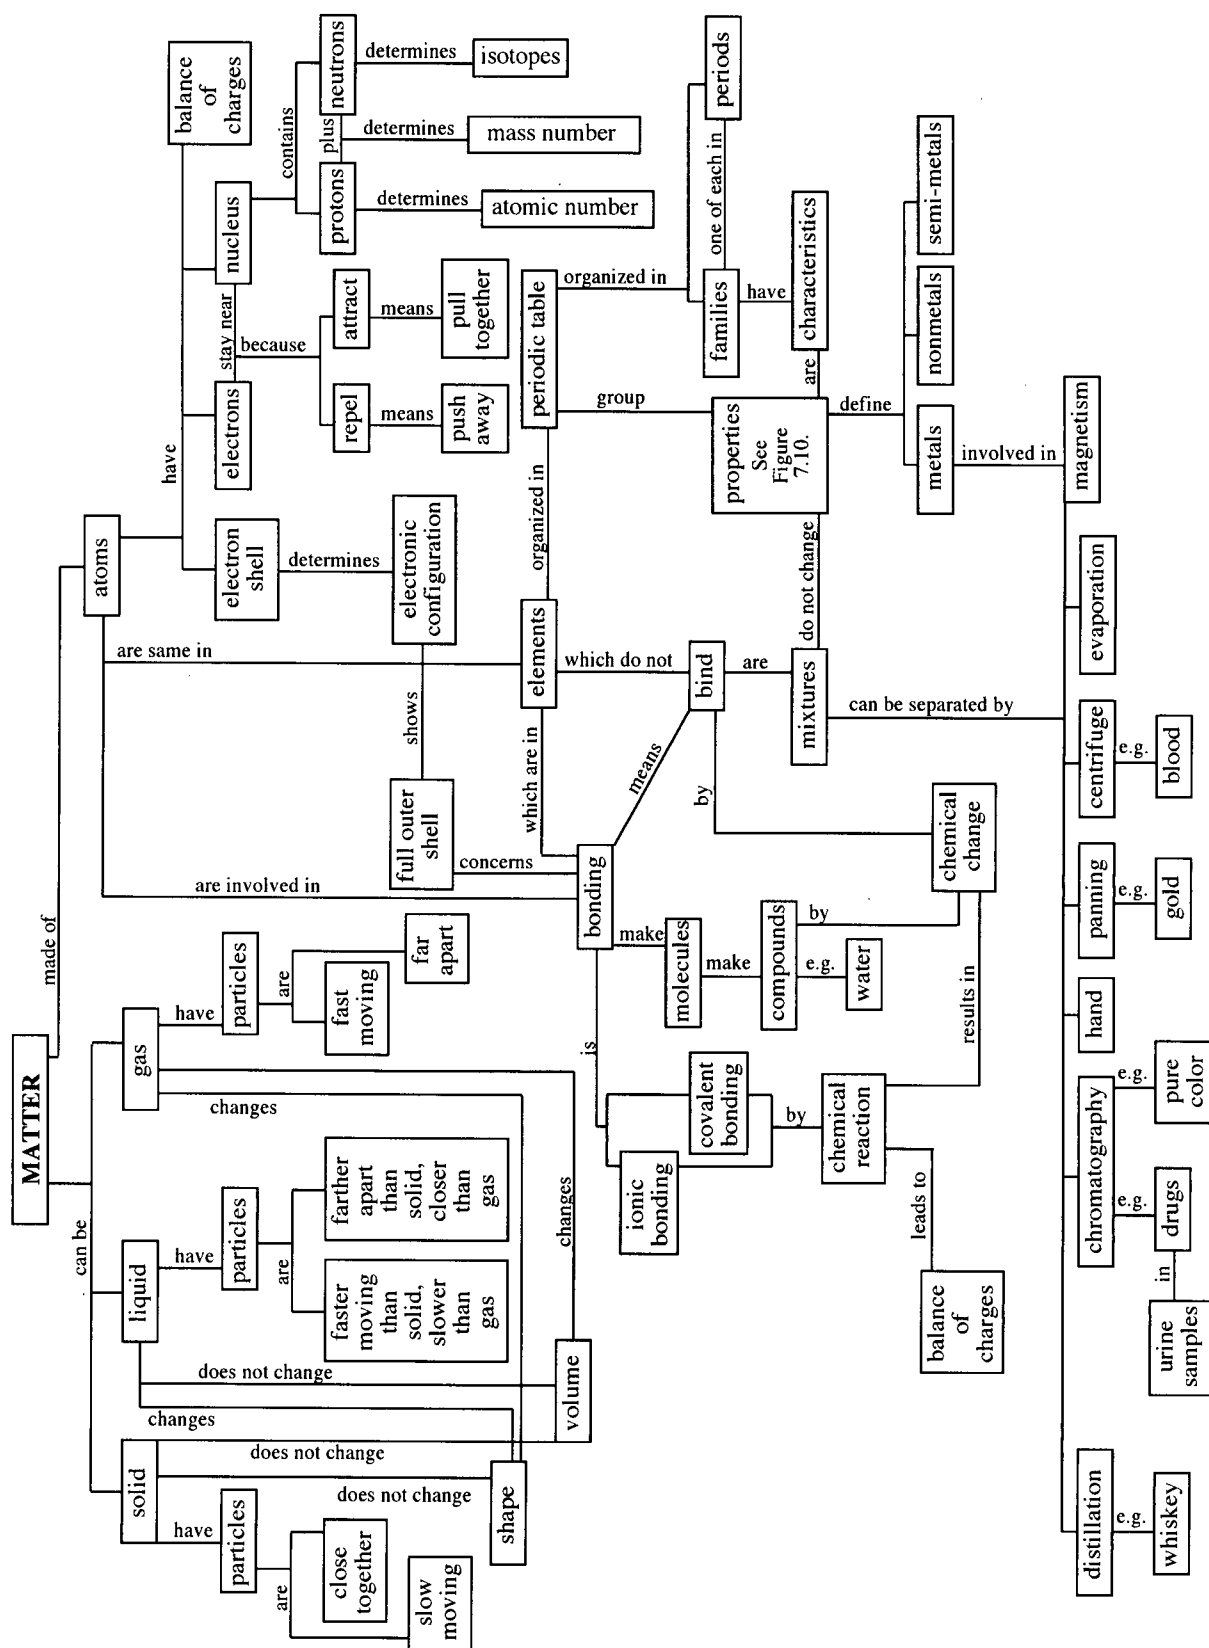 MATTER
can be
made of
solid
liquid
gas
atoms
have
particles
are
close
together
slow
moving
does not change
does not change
shape
volume
have
particles
are
faster
moving
than
solid,
slower
than
gas
farther
apart
than
solid,
closer
than
gas
changes
does not change
have
particles
are
fast
moving
far
apart
changes
changes
are involved in
are same in
have
electron
shell
electrons
nucleus
balance
of
charges
determines
electronic
configuration
shows
full outer
shell
concerns
stay near
because
repel
attract
means
push
away
means
pull
together
contains
protons
plus
neutrons
determines
atomic number
determines
mass number
determines
isotopes
bonding
which are in
elements
organized in
periodic table
is
ionic
bonding
covalent
bonding
by
chemical
reaction
leads to
balance
of
charges
results in
make
molecules
make
compounds
e.g.
water
by
chemical
change
means
by
which do not
bind
are
mixtures
do not change
group
properties
See
Figure
7.10.
are
characteristics
organized in
families
one of each in
periods
have
define
metals
nonmetals
semi-metals
involved in
can be separated by
distillation
e.g.
whiskey
chromatography
e.g.
drugs
in
urine
samples
e.g.
pure
color
hand
panning
e.g.
gold
centrifuge
e.g.
blood
evaporation
magnetism